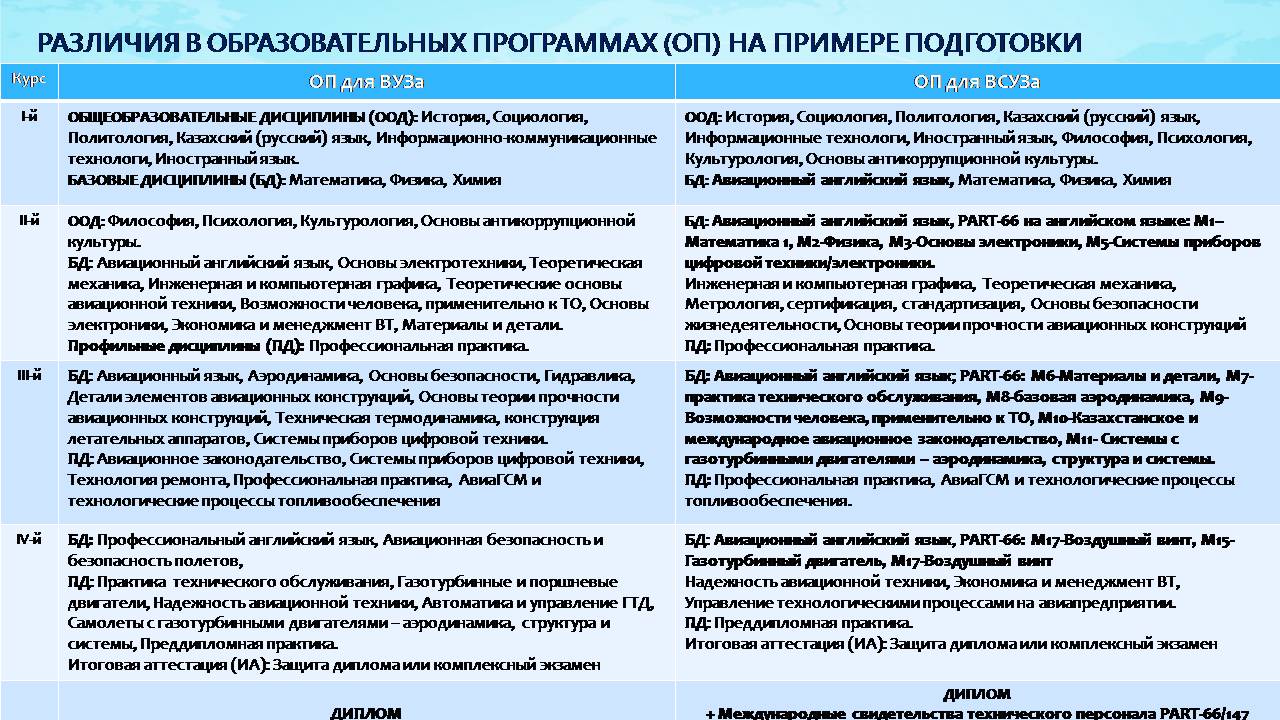 РАЗЛИЧИЯ В ОБРАЗОВАТЕЛЬНЫХ ПРОГРАММАХ (ОП) НА ПРИМЕРЕ ПОДГОТОВКИ
Курс
ОП для ВУЗа
ОП для ВСУЗа
I-й
ОБЩЕОБРАЗОВАТЕЛЬНЫЕ ДИСЦИПЛИНЫ (ООД): История, Социология,
Политология, Казахский (русский) язык, Информационно-коммуникационные
технологи, Иностранный язык.
БАЗОВЫЕ ДИСЦИПЛИНЫ (БД): Математика, Физика, Химия
ООД: История, Социология, Политология, Казахский (русский) язык,
Информационные технологи, Иностранный язык, Философия, Психология,
Культурология, Основы антикоррупционной культуры.
БД: Авиационный английский язык, Математика, Физика, Химия
II-й
ООД: Философия, Психология, Культурология, Основы антикоррупционной
культуры.
БД: Авиационный английский язык, Основы электротехники, Теоретическая
механика, Инженерная и компьютерная графика, Теоретические основы
авиационной техники, Возможности человека, применительно к ТО, Основы
электроники, Экономика и менеджмент ВТ, Материалы и детали.
Профильные дисциплины (ПД): Профессиональная практика.
БД: Авиационный английский язык, PART-66 на английском языке: М1–
Математика 1, М2-Физика, М3-Основы электроники, М5-Системы приборов
цифровой техники/электроники.
Инженерная и компьютерная графика, Теоретическая механика,
Метрология, сертификация, стандартизация, Основы безопасности
жизнедеятельности, Основы теории прочности авиационных конструкций
ПД: Профессиональная практика.
III-й
БД: Авиационный язык, Аэродинамика, Основы безопасности, Гидравлика,
Детали элементов авиационных конструкций, Основы теории прочности
авиационных конструкций, Техническая термодинамика, конструкция
летательных аппаратов, Системы приборов цифровой техники.
ПД: Авиационное законодательство, Системы приборов цифровой техники,
Технология ремонта, Профессиональная практика, АвиаГСМ и
технологические процессы топливообеспечения
БД: Авиационный английский язык; PART-66: М6-Материалы и детали, М7-
практика технического обслуживания, М8-базовая аэродинамика, М9-
Возможности человека, применительно к ТО, М10-Казахстанское и
международное авиационное законодательство, М11- Системы с
газотурбинными двигателями – аэродинамика, структура и системы.
ПД: Профессиональная практика, АвиаГСМ и технологические процессы
топливообеспечения.
IV-й
БД: Профессиональный английский язык, Авиационная безопасность и
безопасность полетов,
ПД: Практика технического обслуживания, Газотурбинные и поршневые
двигатели, Надежность авиационной техники, Автоматика и управление ГТД,
Самолеты с газотурбинными двигателями – аэродинамика, структура и
системы, Преддипломная практика.
Итоговая аттестация (ИА): Защита диплома или комплексный экзамен
БД: Авиационный английский язык, PART-66: М17-Воздушный винт, М15-
Газотурбинный двигатель, М17-Воздушный винт
Надежность авиационной техники, Экономика и менеджмент ВТ,
Управление технологическими процессами на авиапредприятии.
ПД: Преддипломная практика.
Итоговая аттестация (ИА): Защита диплома или комплексный экзамен
ДИПЛОМ
ДИПЛОМ
+ Международные свидетельства технического персонала PART-66/147